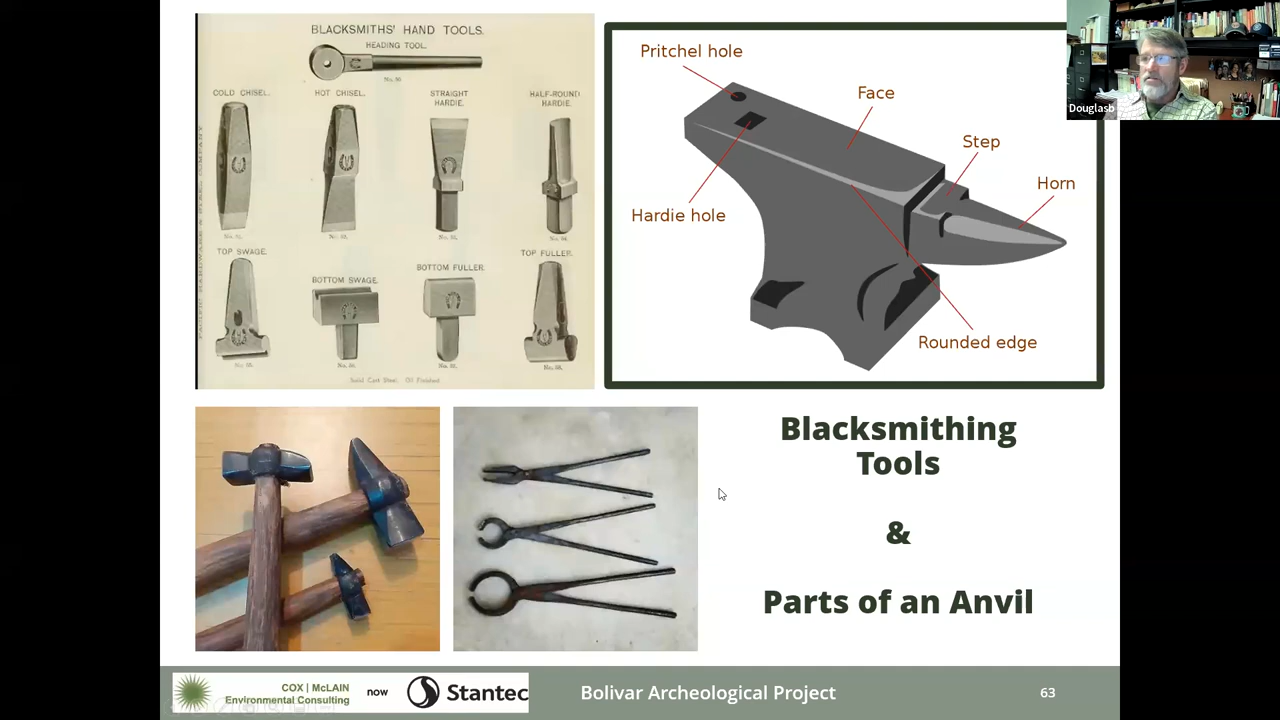 BLACKSMITHS' HAND TOOLS.
HEADING TOOL.
No. 30
COLD CHISEL.
HOT CHISEL.
STRAIGHT
HARDIE.
HALF-ROUND
HARDIE.
TOP SWAGE.
BOTTOM SWAGE.
BOTTOM FULLER.
TOP FULLER.
Solid Cast Steel, Oil Finished
Pritchel hole
Face
Step
Horn
Hardie hole
Rounded edge
Douglasb
Blacksmithing
Tools
&
Parts of an Anvil
COX | McLAIN
Environmental Consulting
now
Stantec
Bolivar Archeological Project
63